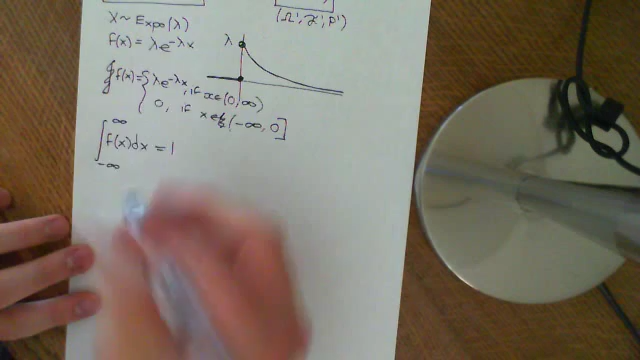 (Ω', F', P')
X ~ Expo(λ)
f(x) = λe^{-λx}
λ
f(x) = { λe^{-λx}, if x∈(0,∞)
0, if x∈(-∞, 0]
∫_{-∞}^{∞} f(x)dx = 1